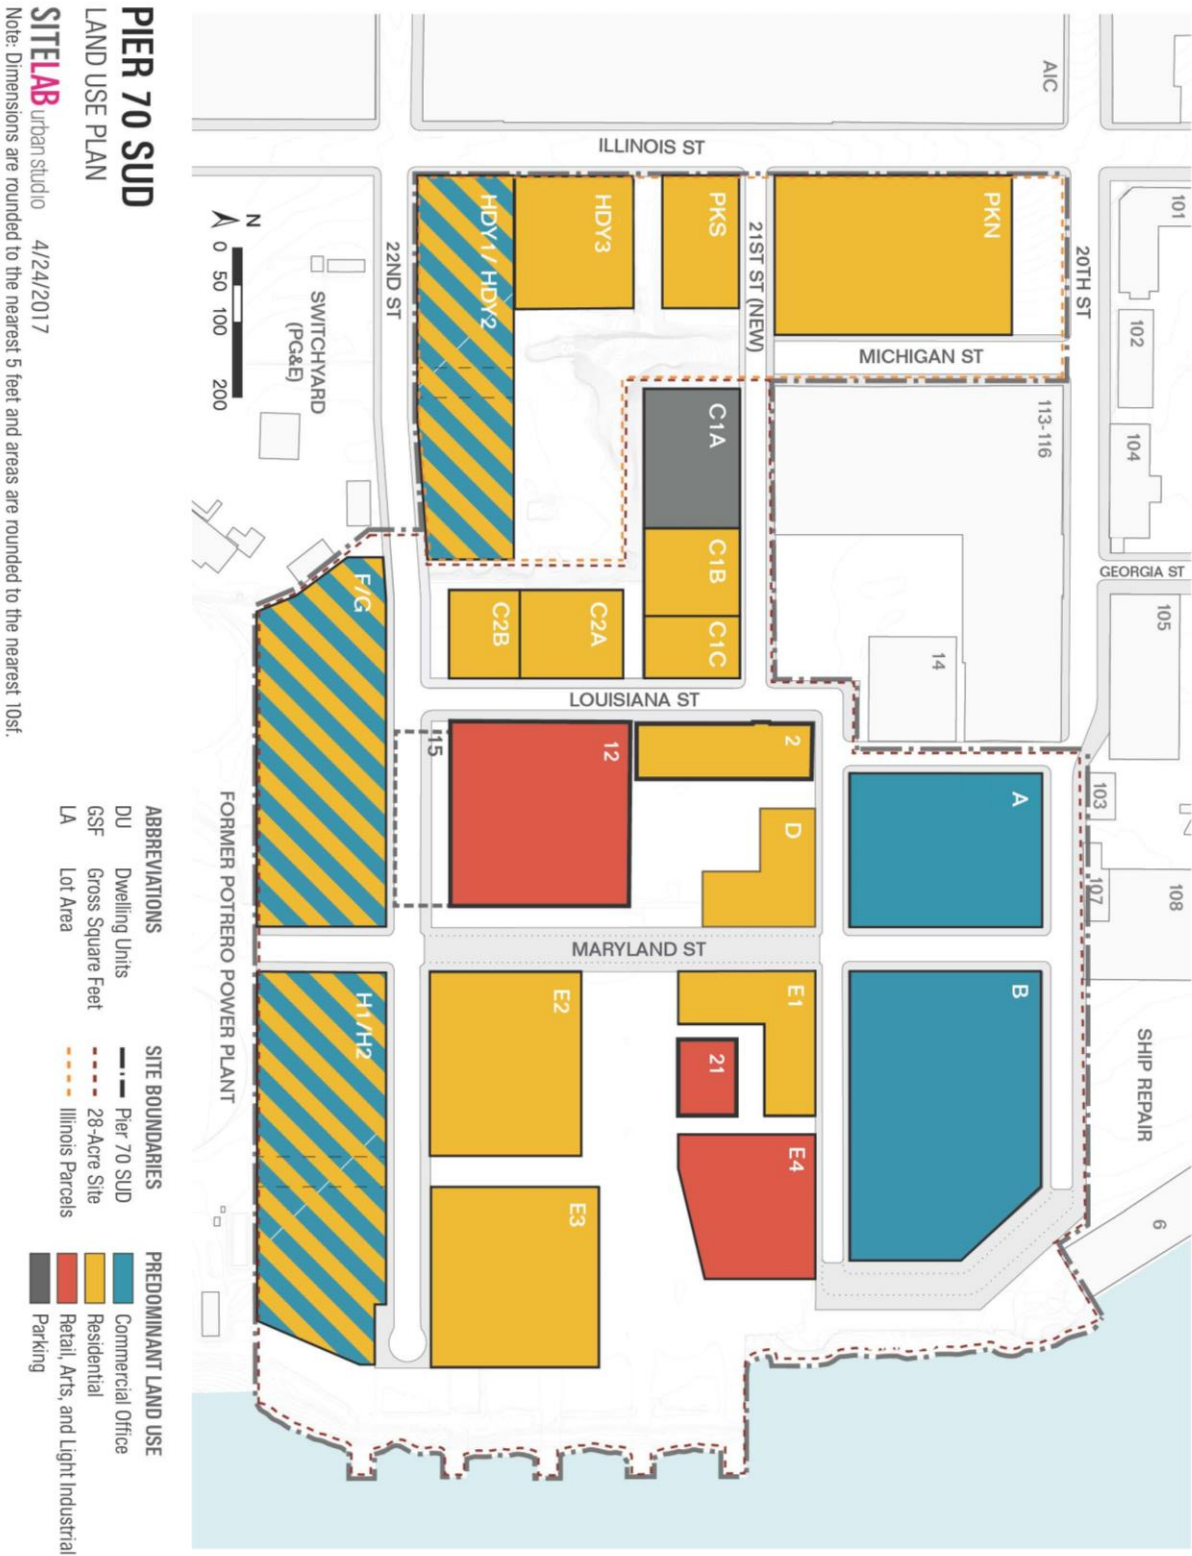 AIC
ILLINOIS ST
101
102
104
20TH ST
PKN
MICHIGAN ST
21ST ST (NEW)
PKS
HDY3
HDY1/ HDY2
22ND ST
SWITCHYARD
(PG&E)
N
0 50 100 200
113-116
C1A
C1B
C1C
C2A
C2B
14
GEORGIA ST
105
F/G
LOUISIANA ST
15
12
2
D
A
103
107
108
MARYLAND ST
FORMER POTRERO POWER PLANT
H1/H2
E2
E3
E1
21
E4
B
SHIP REPAIR
6
PIER 70 SUD
LAND USE PLAN
SITELAB urban studio 4/24/2017
Note: Dimensions are rounded to the nearest 5 feet and areas are rounded to the nearest 10sf.
ABBREVIATIONS
DU Dwelling Units
GSF Gross Square Feet
LA Lot Area
SITE BOUNDARIES
Pier 70 SUD
28-Acre Site
Illinois Parcels
PREDOMINANT LAND USE
Commercial Office
Residential
Retail, Arts, and Light Industrial
Parking